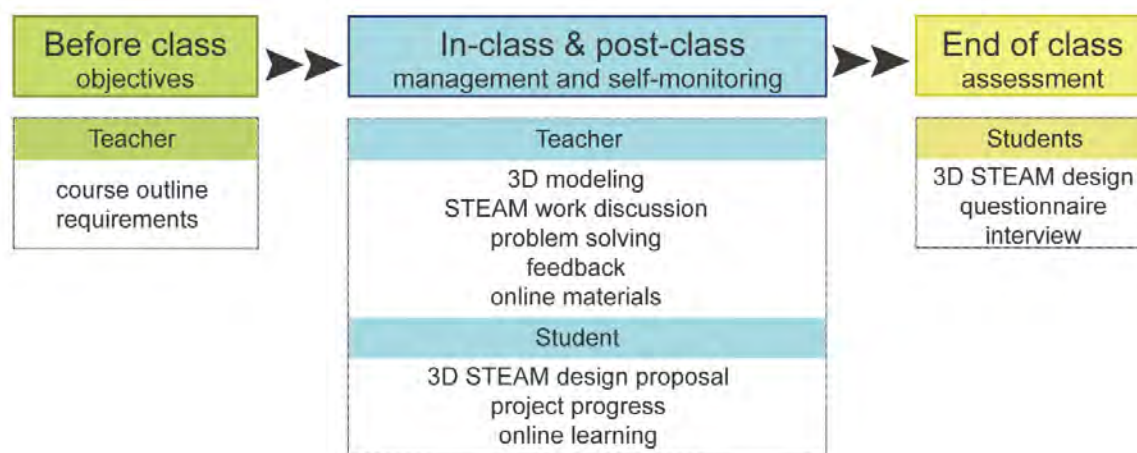 Before class
objectives
Teacher
course outline
requirements
In-class & post-class
management and self-monitoring
Teacher
3D modeling
STEAM work discussion
problem solving
feedback
online materials
Student
3D STEAM design proposal
project progress
online learning
End of class
assessment
Students
3D STEAM design
questionnaire
interview